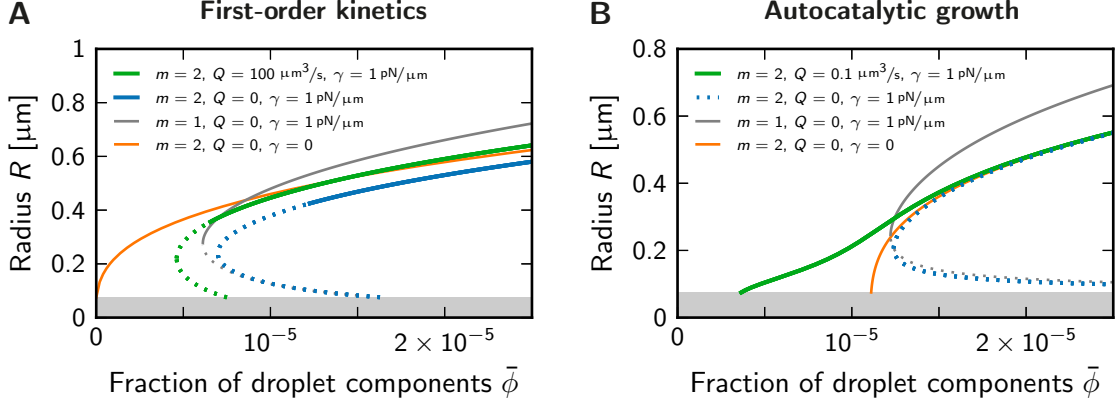 A First-order kinetics
1
0.8
0.6
0.4
0.2
0
m = 2, Q = 100 μm³/s, γ = 1 pN/μm
m = 2, Q = 0, γ = 1 pN/μm
m = 1, Q = 0, γ = 1 pN/μm
m = 2, Q = 0, γ = 0
Radius R [μm]
0 10⁻⁵ 2 × 10⁻⁵
Fraction of droplet components ϕ̄
B Autocatalytic growth
0.8
0.6
0.4
0.2
0
m = 2, Q = 0.1 μm³/s, γ = 1 pN/μm
m = 2, Q = 0, γ = 1 pN/μm
m = 1, Q = 0, γ = 1 pN/μm
m = 2, Q = 0, γ = 0
Radius R [μm]
0 10⁻⁵ 2 × 10⁻⁵
Fraction of droplet components ϕ̄